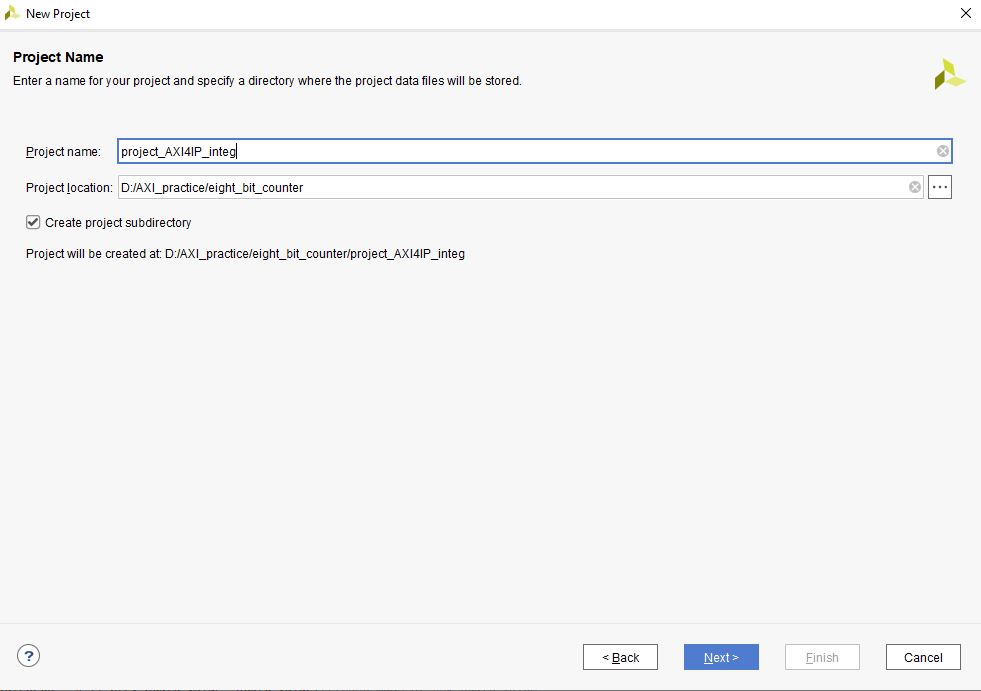 New Project
Project Name
Enter a name for your project and specify a directory where the project data files will be stored.
Project name: project_AXI4IP_integ
Project location: D:/AXI_practice/eight_bit_counter
Create project subdirectory
Project will be created at: D:/AXI_practice/eight_bit_counter/project_AXI4IP_integ
? < Back Next > Finish Cancel